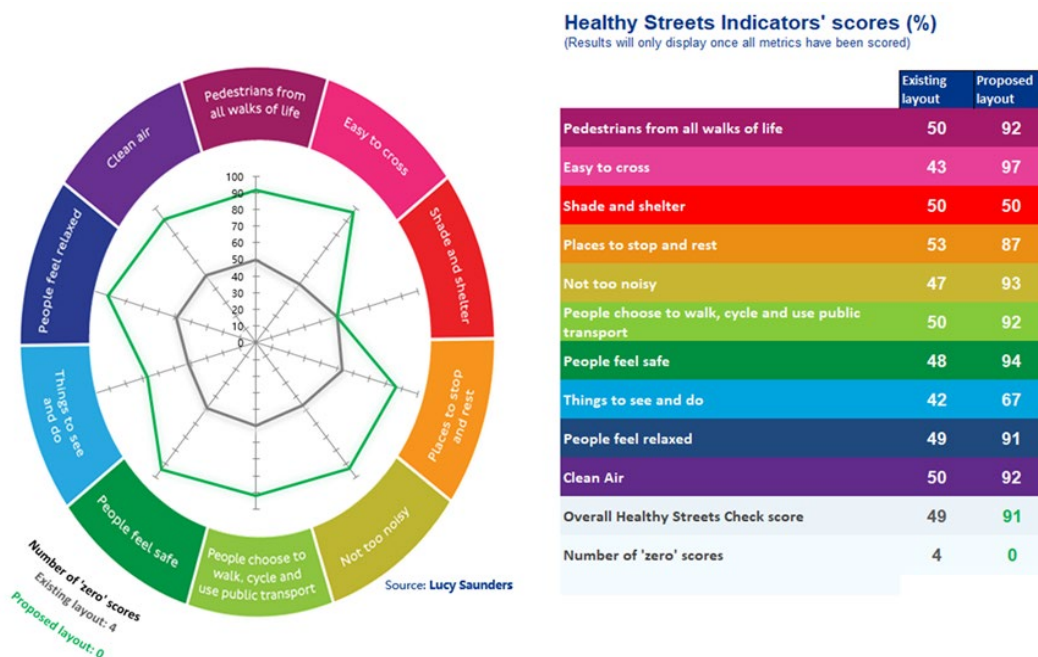 Pedestrians from
all walks of life
Easy to cross
Shade and shelter
Places to stop
and rest
Not too noisy
People choose to
walk, cycle and
use public transport
People feel safe
Things to see
and do
People feel relaxed
Clean air
100
90
80
70
60
50
40
30
20
10
0
Number of 'zero' scores
Existing layout: 4
Proposed layout: 0
Source: Lucy Saunders
Healthy Streets Indicators' scores (%)
(Results will only display once all metrics have been scored)
Existing layout Proposed layout
Pedestrians from all walks of life 50 92
Easy to cross 43 97
Shade and shelter 50 50
Places to stop and rest 53 87
Not too noisy 47 93
People choose to walk, cycle and use public
transport 50 92
People feel safe 48 94
Things to see and do 42 67
People feel relaxed 49 91
Clean Air 50 92
Overall Healthy Streets Check score 49 91
Number of 'zero' scores 4 0